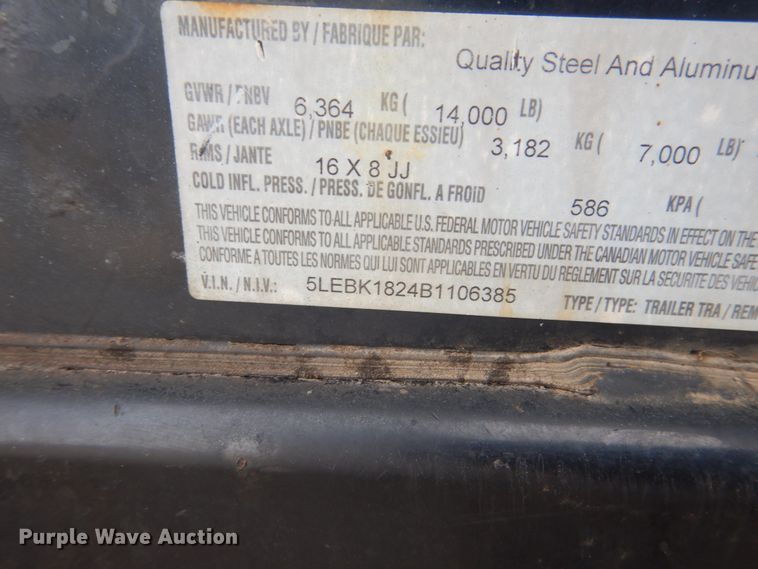 MANUFACTURED BY / FABRIQUE PAR:
Quality Steel And Aluminu
GVWR / PNBV 6,364 KG ( 14,000 LB)
GAWR (EACH AXLE) / PNBE (CHAQUE ESSIEU) 3,182 KG ( 7,000 LB)
RIMS / JANTE 16 X 8 JJ
COLD INFL. PRESS. / PRESS. DE GONFL. A FROID 586 KPA (
THIS VEHICLE CONFORMS TO ALL APPLICABLE U.S. FEDERAL MOTOR VEHICLE SAFETY STANDARDS IN EFFECT ON THE
THIS VEHICLE CONFORMS TO ALL APPLICABLE STANDARDS PRESCRIBED UNDER THE CANADIAN MOTOR VEHICLE SAFE
CONFORME A TOUTES LES NORMES QUI LUI SONT APPLICABLES EN VERTU DU REGLEMENT SUR LA SECURITE DES VEHIC
V.I.N. / N.I.V.: 5LEBK1824B1106385 TYPE / TYPE: TRAILER TRA / REM
Purple Wave Auction